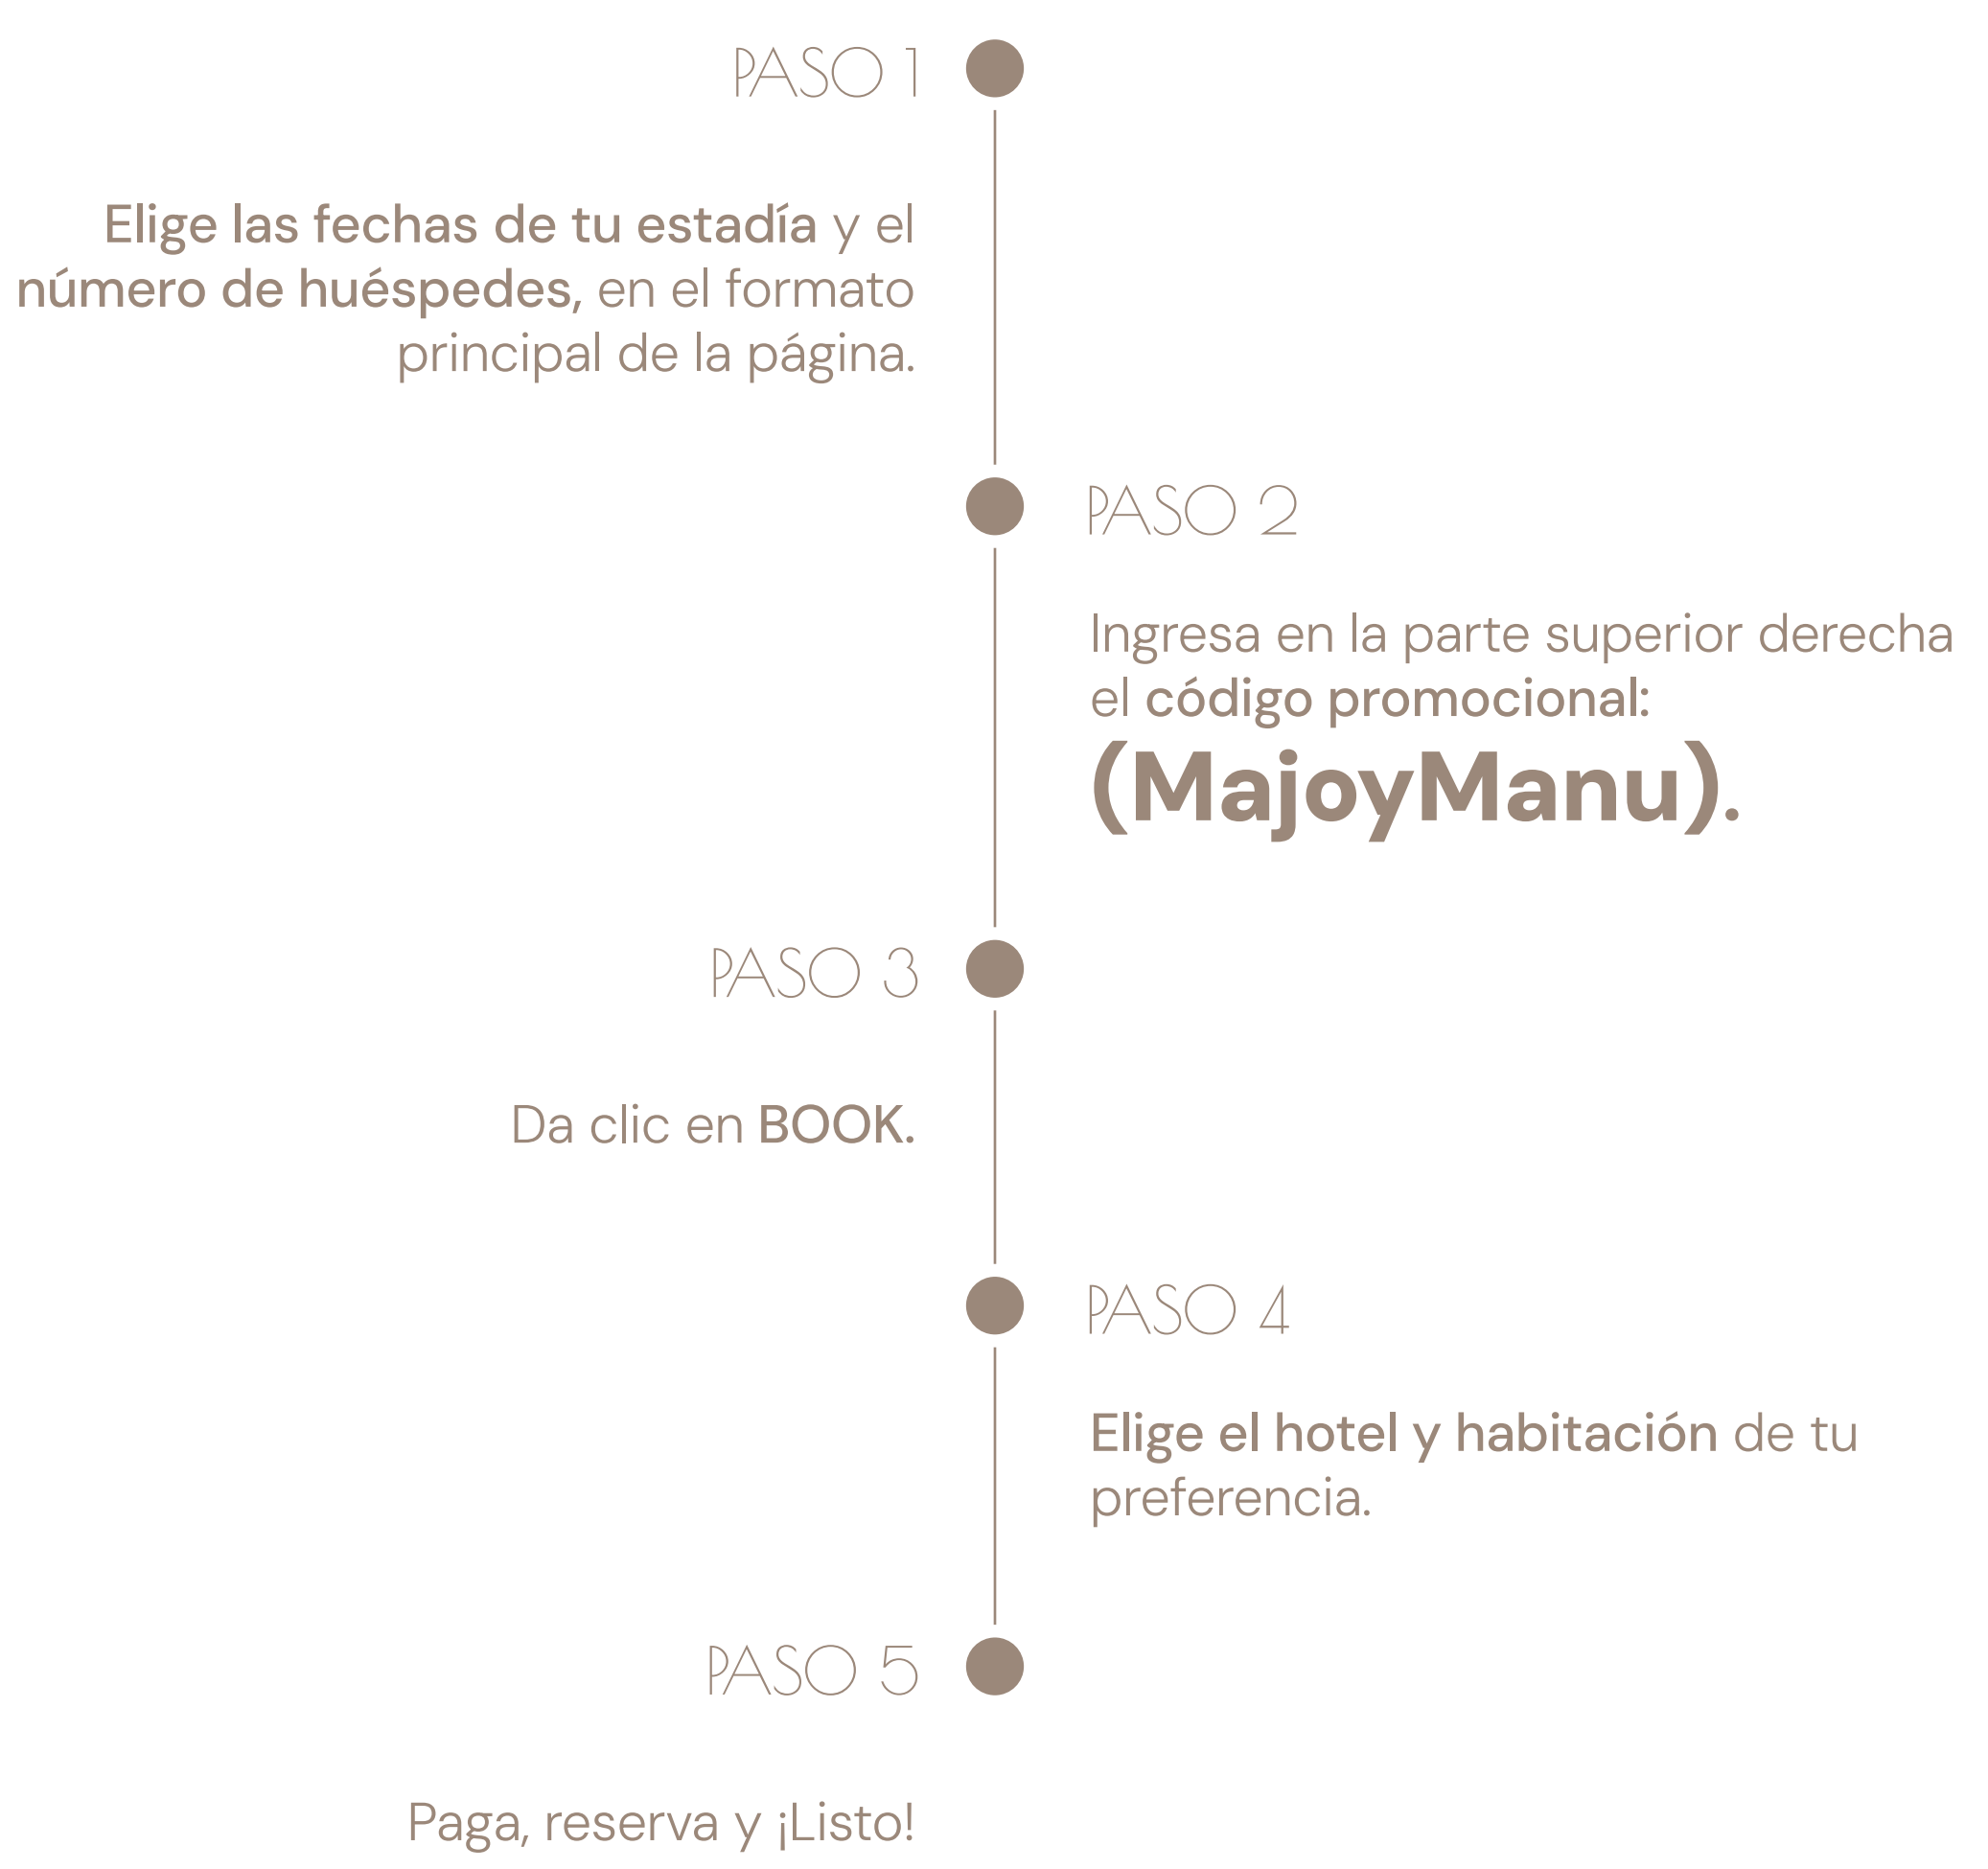 PASO 1
Elige las fechas de tu estadía y el
número de huéspedes, en el formato
principal de la página.
PASO 2
Ingresa en la parte superior derecha
el código promocional:
(MajoyManu).
PASO 3
Da clic en BOOK.
PASO 4
Elige el hotel y habitación de tu
preferencia.
PASO 5
Paga, reserva y ¡Listo!